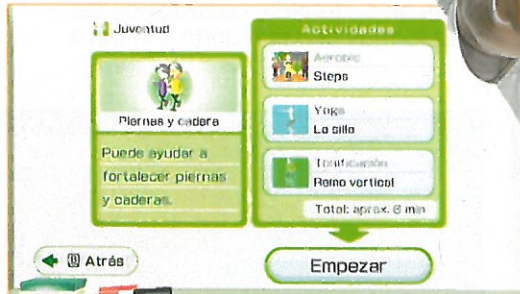 Juventud
Piernas y cadera
Puede ayudar a
fortalecer piernas
y caderas.
Actividades
Aerobic
Steps
Yoga
La silla
Tonificación
Remo vertical
Total: aprox. 6 min
Atrás
Empezar